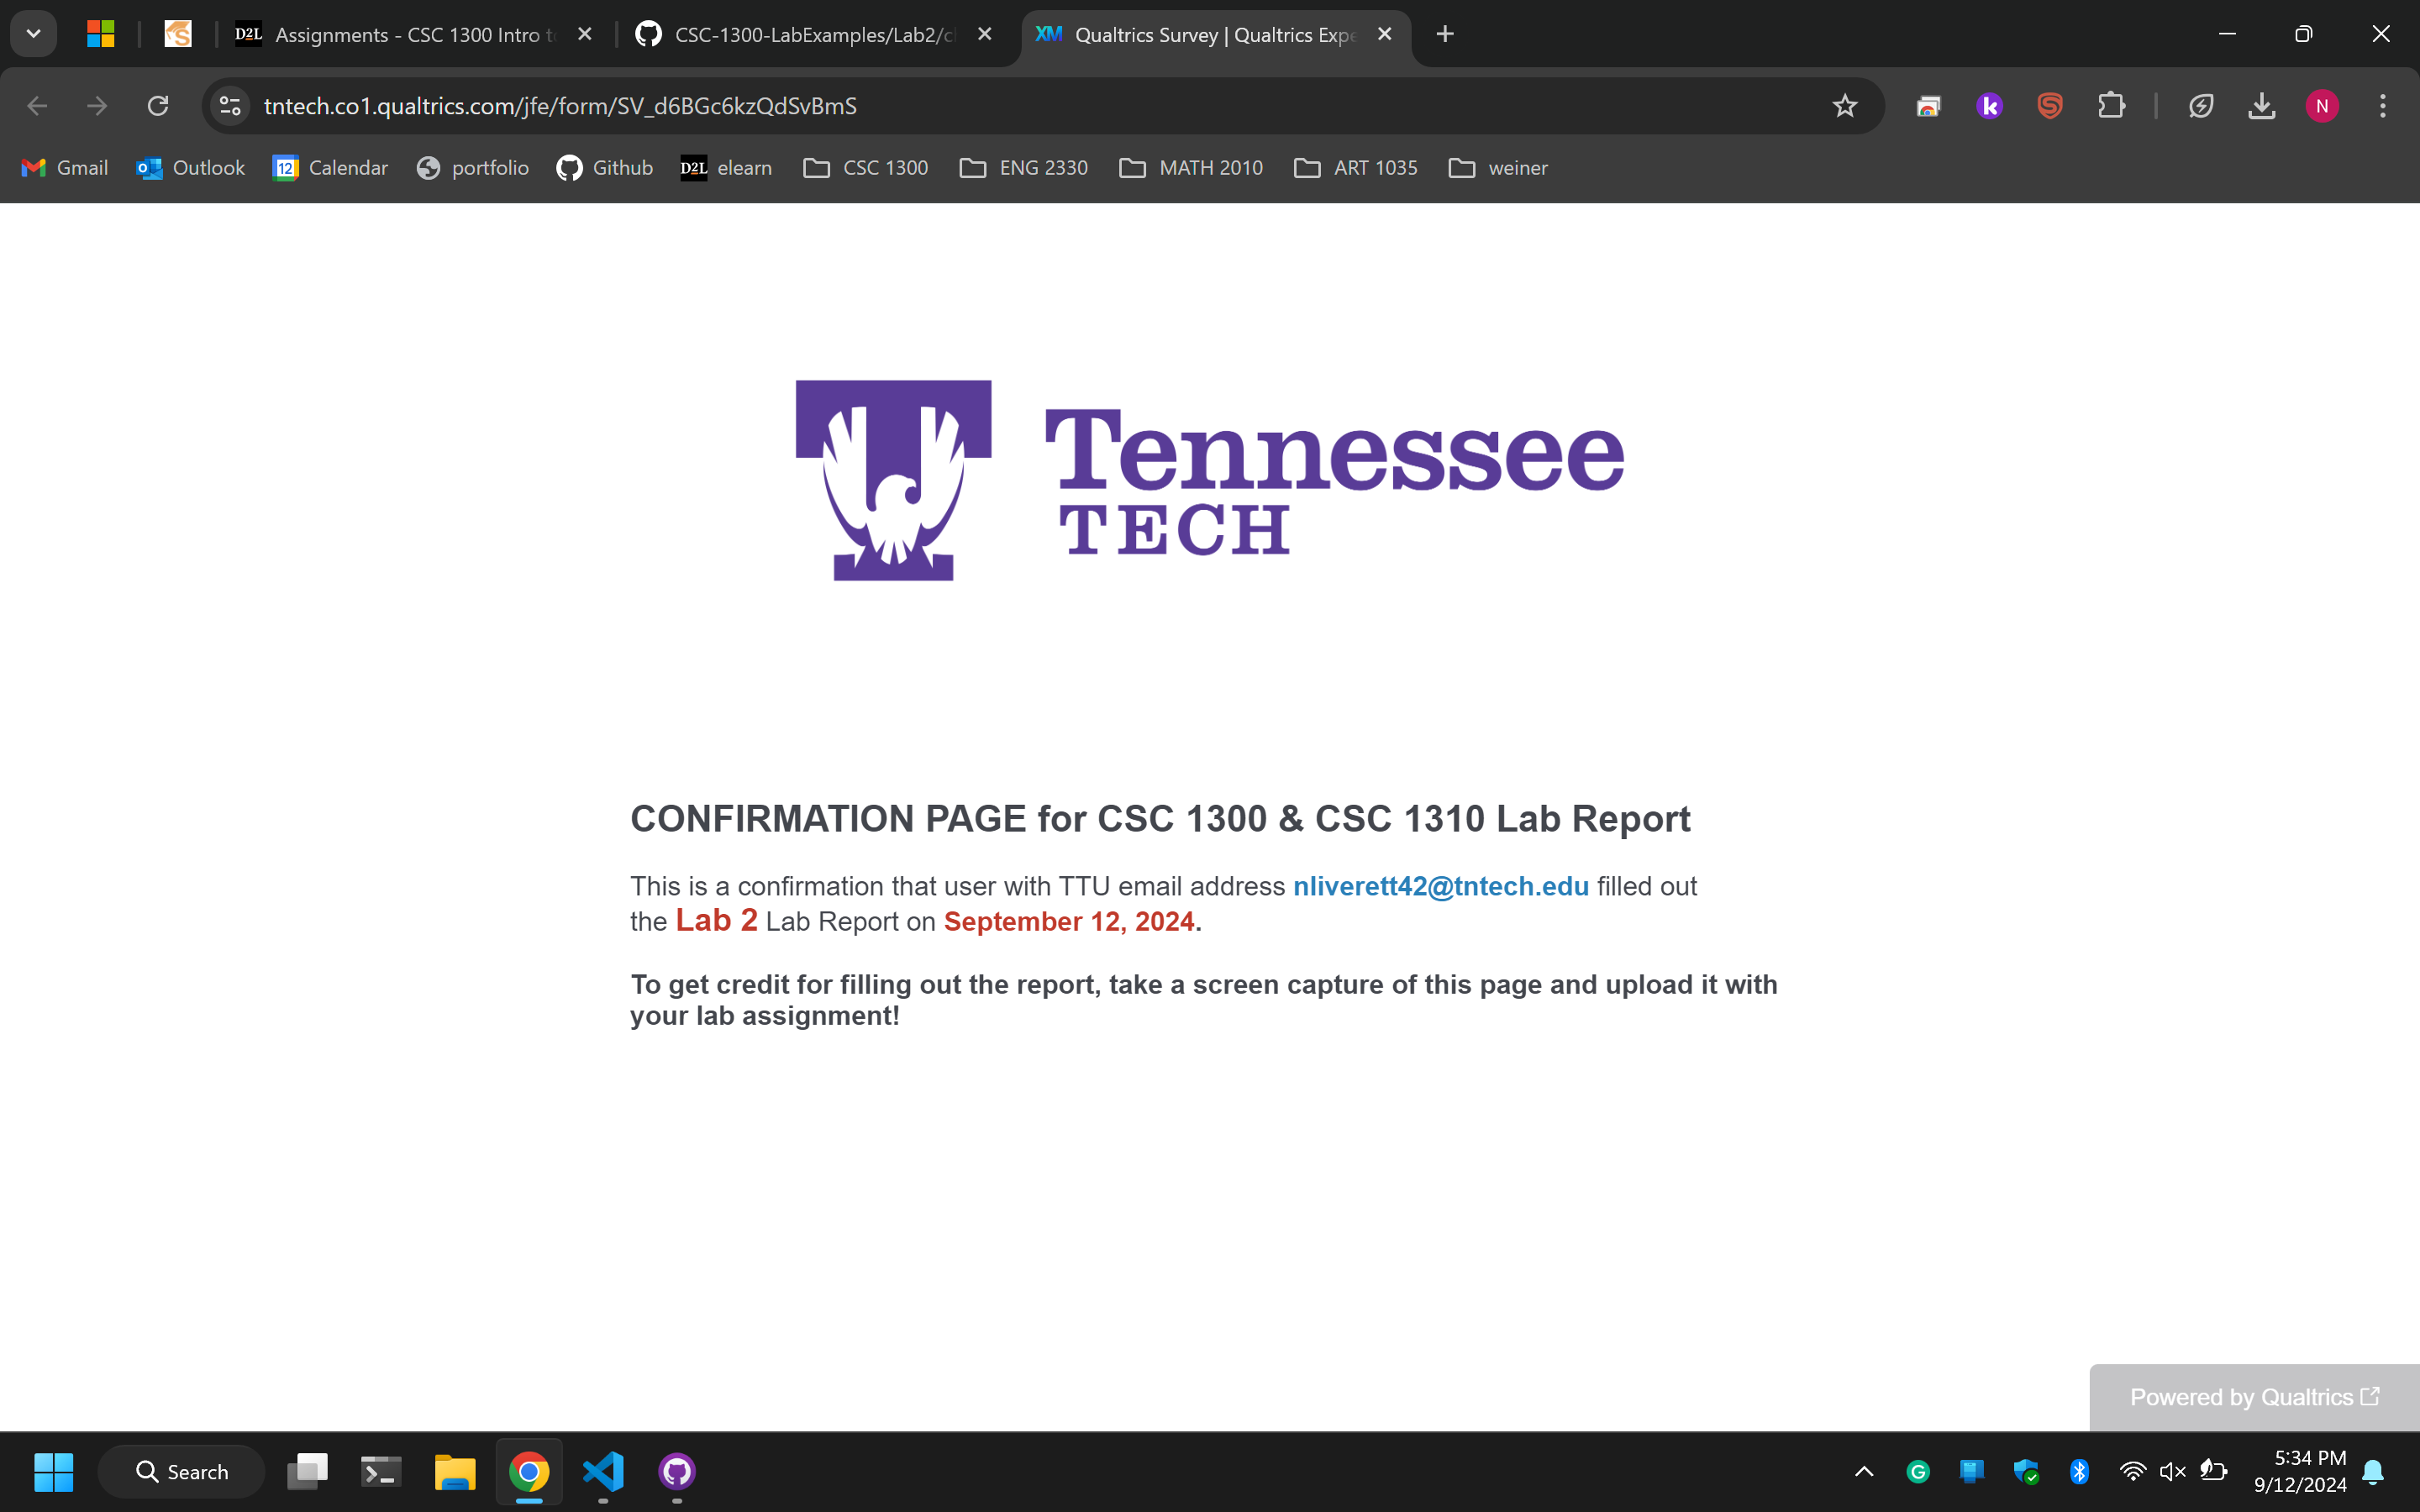 D2L Assignments - CSC 1300 Intro to
CSC-1300-LabExamples/Lab2/c
XM Qualtrics Survey | Qualtrics Expe
tntech.co1.qualtrics.com/jfe/form/SV_d6BGc6kzQdSvBmS
k
N
Gmail
Outlook
12 Calendar
portfolio
Github
D2L elearn
CSC 1300
ENG 2330
MATH 2010
ART 1035
weiner
Tennessee
TECH
CONFIRMATION PAGE for CSC 1300 & CSC 1310 Lab Report
This is a confirmation that user with TTU email address nliverett42@tntech.edu filled out
the Lab 2 Lab Report on September 12, 2024.
To get credit for filling out the report, take a screen capture of this page and upload it with
your lab assignment!
Powered by Qualtrics
Search
G
5:34 PM
9/12/2024